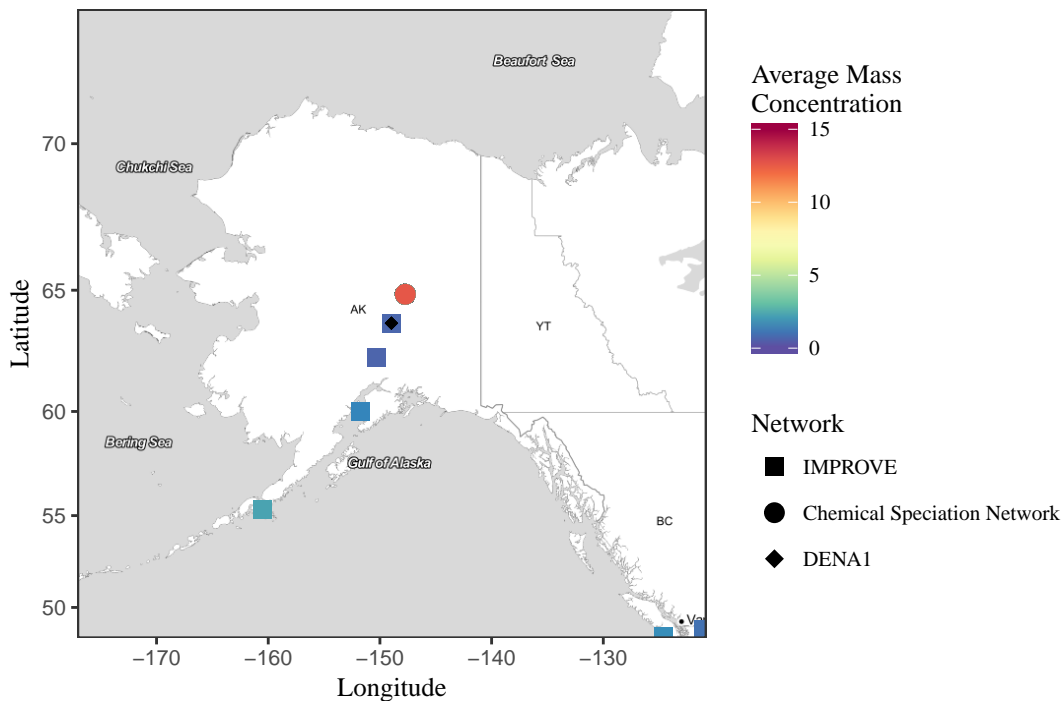 Beaufort Sea
Chukchi Sea
AK
YT
Bering Sea
Gulf of Alaska
BC
70
65
60
55
50
Latitude
−170
−160
−150
−140
−130
Longitude
Average Mass
Concentration
15
10
5
0
Network
IMPROVE
Chemical Speciation Network
DENA1